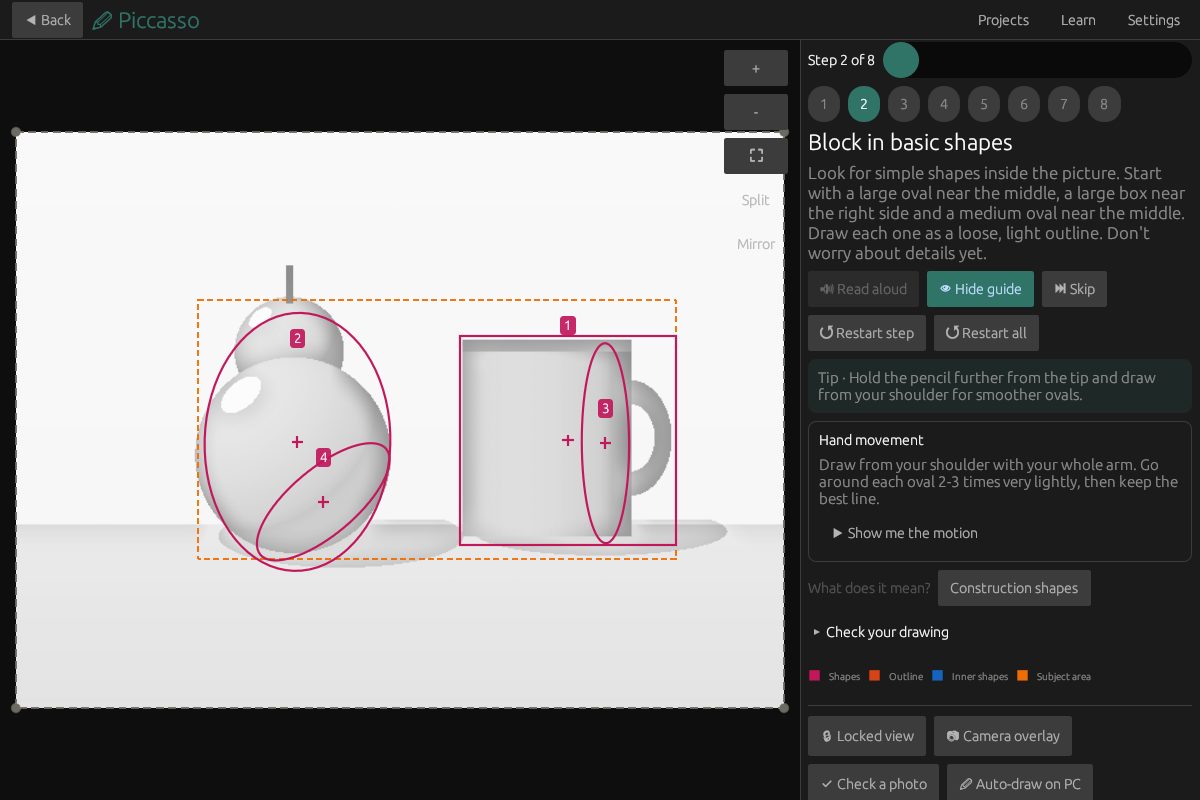 Back
Piccasso
Projects
Learn
Settings
+
-
Split
Mirror
1
2
3
4
Step 2 of 8
1 2 3 4 5 6 7 8
Block in basic shapes
Look for simple shapes inside the picture. Start
with a large oval near the middle, a large box near
the right side and a medium oval near the middle.
Draw each one as a loose, light outline. Don't
worry about details yet.
Read aloud
Hide guide
Skip
Restart step
Restart all
Tip · Hold the pencil further from the tip and draw
from your shoulder for smoother ovals.
Hand movement
Draw from your shoulder with your whole arm. Go
around each oval 2-3 times very lightly, then keep the
best line.
Show me the motion
What does it mean?
Construction shapes
Check your drawing
Shapes
Outline
Inner shapes
Subject area
Locked view
Camera overlay
Check a photo
Auto-draw on PC